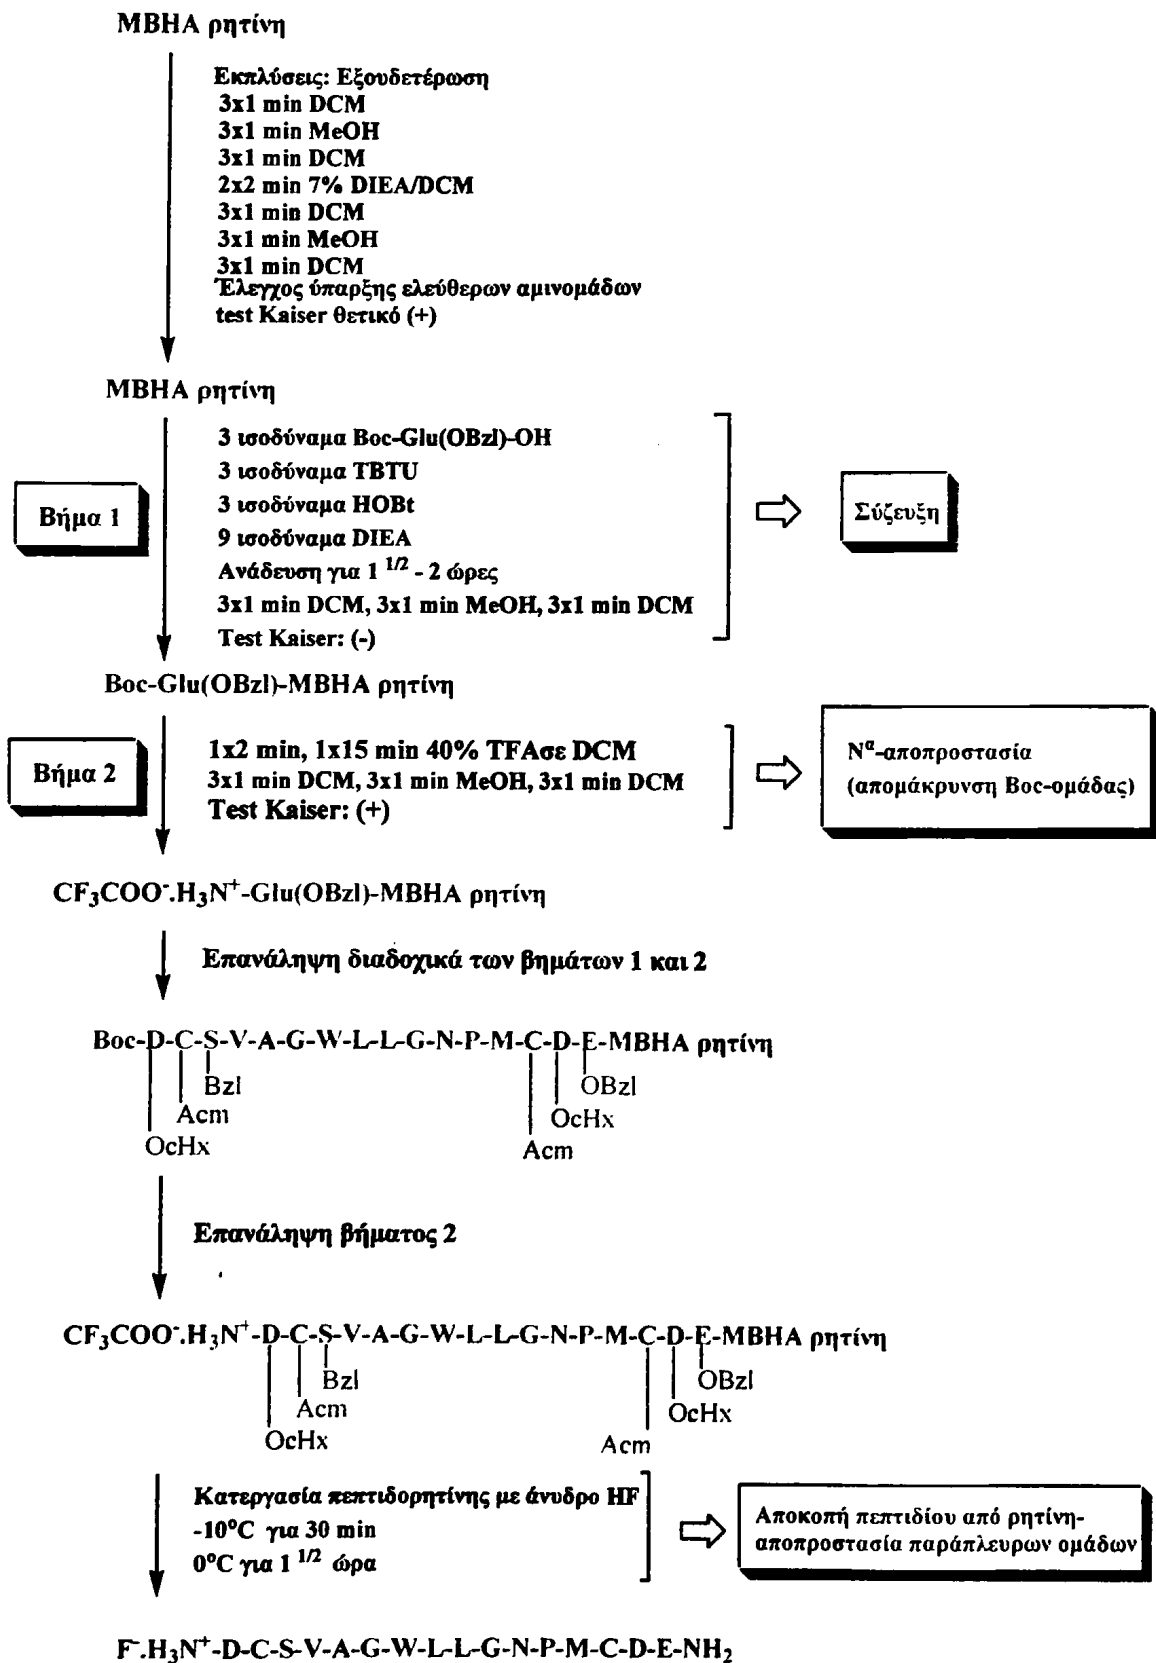 MBHA ρητίνη
Εκπλύσεις: Εξουδετέρωση
3x1 min DCM
3x1 min MeOH
3x1 min DCM
2x2 min 7% DIEA/DCM
3x1 min DCM
3x1 min MeOH
3x1 min DCM
Έλεγχος ύπαρξης ελεύθερων αμινομάδων
test Kaiser θετικό (+)
MBHA ρητίνη
3 ισοδύναμα Boc-Glu(OBzl)-OH
3 ισοδύναμα TBTU
3 ισοδύναμα HOBt
9 ισοδύναμα DIEA
Ανάδευση για 1 1/2 - 2 ώρες
3x1 min DCM, 3x1 min MeOH, 3x1 min DCM
Test Kaiser: (-)
Βήμα 1
Σύζευξη
Boc-Glu(OBzl)-MBHA ρητίνη
Βήμα 2
1x2 min, 1x15 min 40% TFAσε DCM
3x1 min DCM, 3x1 min MeOH, 3x1 min DCM
Test Kaiser: (+)
Nα-αποπροστασία
(απομάκρυνση Boc-ομάδας)
CF3COO-.H3N+-Glu(OBzl)-MBHA ρητίνη
Επανάληψη διαδοχικά των βημάτων 1 και 2
Boc-D-C-S-V-A-G-W-L-L-G-N-P-M-C-D-E-MBHA ρητίνη
Bzl OBzl
Acm OcHx
OcHx Acm
Επανάληψη βήματος 2
CF3COO-.H3N+-D-C-S-V-A-G-W-L-L-G-N-P-M-C-D-E-MBHA ρητίνη
Bzl OBzl
Acm OcHx
OcHx Acm
Κατεργασία πεπτιδορητίνης με άνυδρο HF
-10°C για 30 min
0°C για 1 1/2 ώρα
Αποκοπή πεπτιδίου από ρητίνη-
αποπροστασία παράπλευρων ομάδων
F-.H3N+-D-C-S-V-A-G-W-L-L-G-N-P-M-C-D-E-NH2